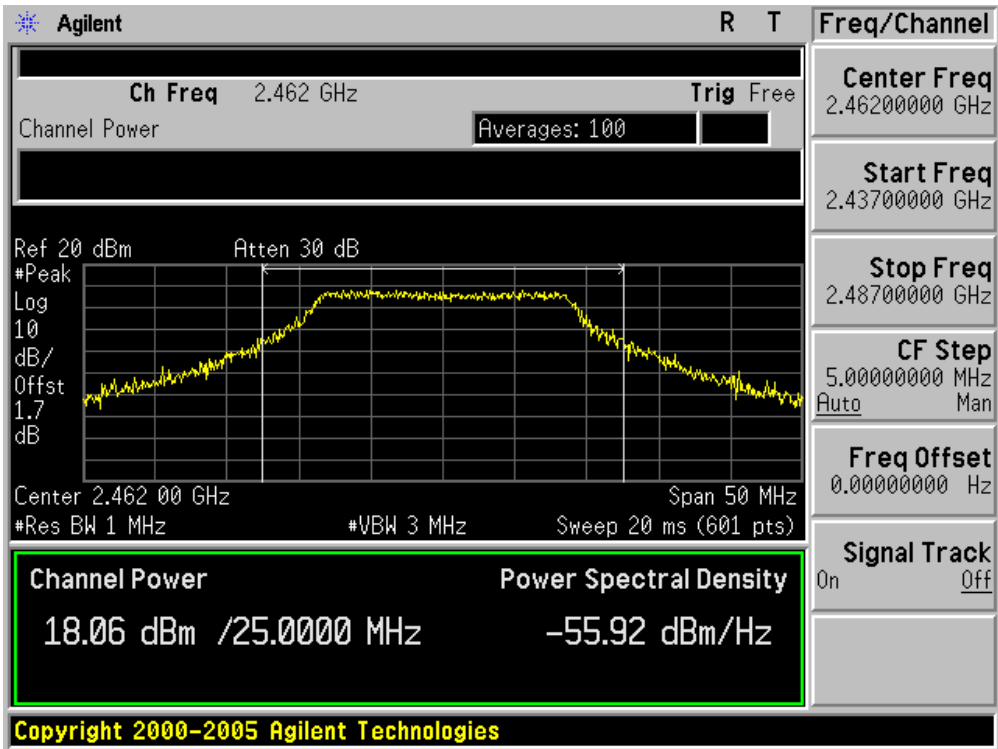 Agilent R T
Ch Freq 2.462 GHz Trig Free
Channel Power Averages: 100
Ref 20 dBm Atten 30 dB
#Peak
Log
10
dB/
Offst
1.7
dB
Center 2.462 00 GHz Span 50 MHz
#Res BW 1 MHz #VBW 3 MHz Sweep 20 ms (601 pts)
Channel Power Power Spectral Density
18.06 dBm /25.0000 MHz -55.92 dBm/Hz
Copyright 2000-2005 Agilent Technologies
Freq/Channel
Center Freq
2.46200000 GHz
Start Freq
2.43700000 GHz
Stop Freq
2.48700000 GHz
CF Step
5.00000000 MHz
Auto Man
Freq Offset
0.00000000 Hz
Signal Track
On Off